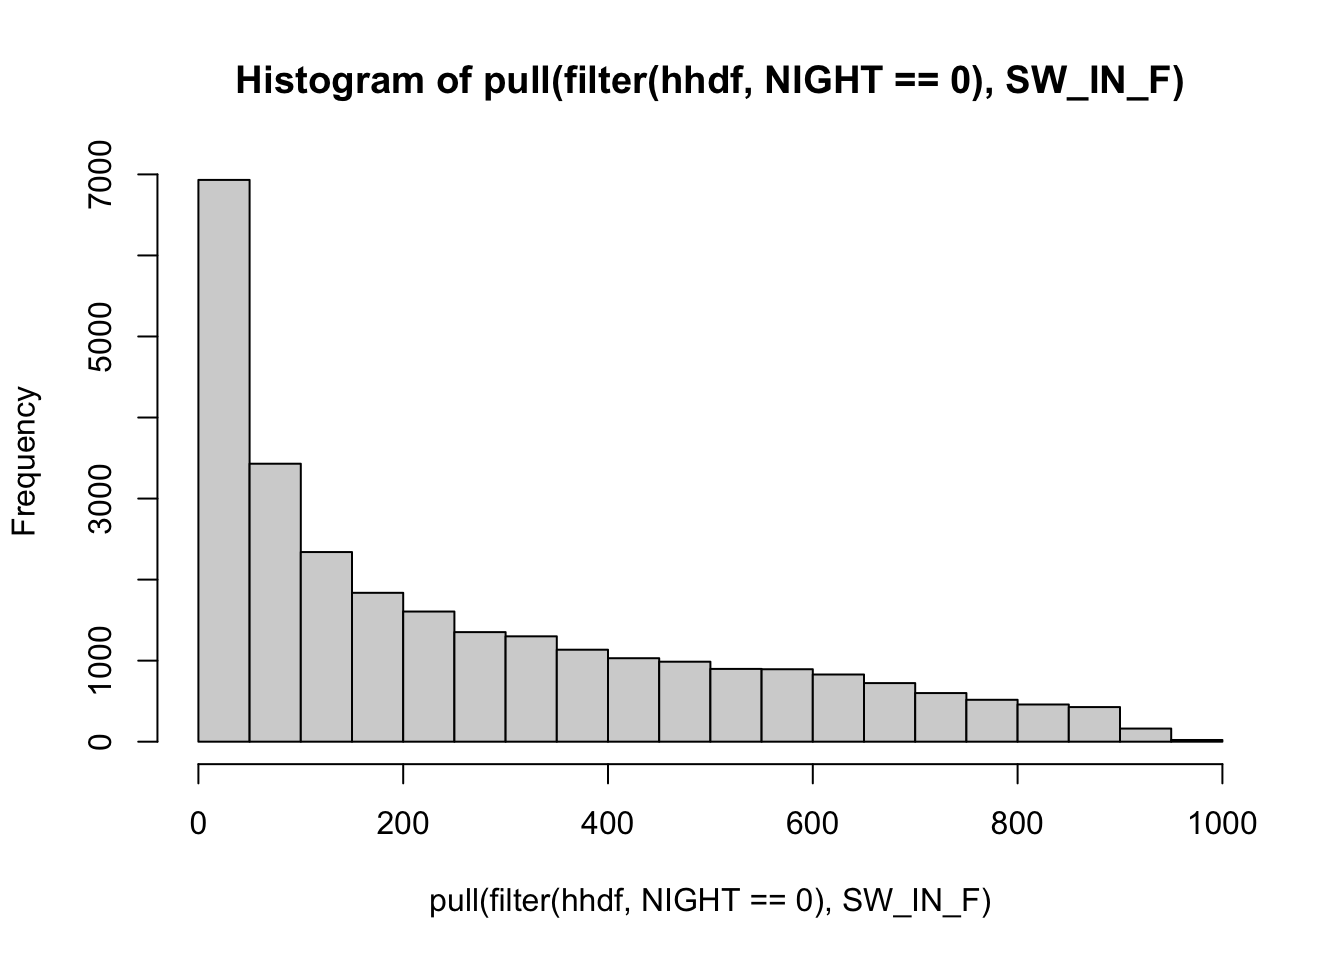 Histogram of pull(filter(hhdf, NIGHT == 0), SW_IN_F)
Frequency
7000
5000
3000
1000
0
0 200 400 600 800 1000
pull(filter(hhdf, NIGHT == 0), SW_IN_F)